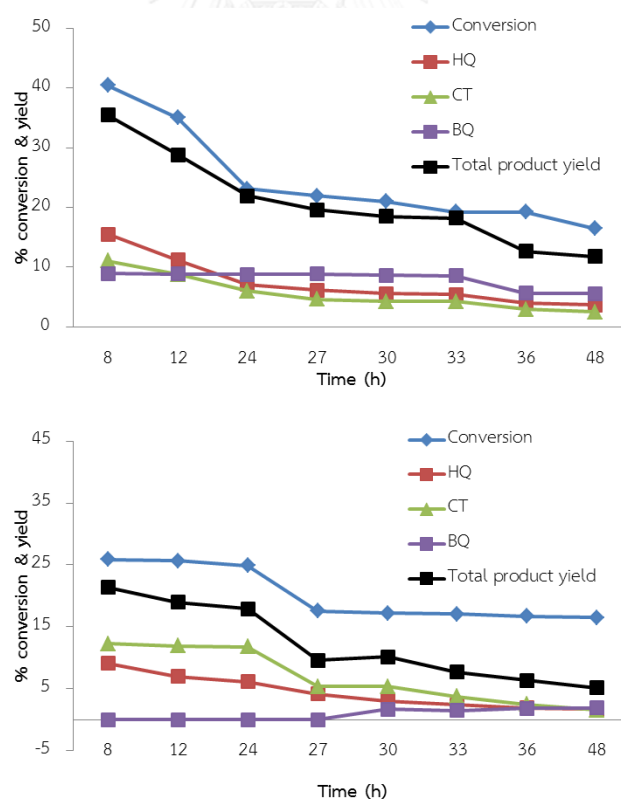 50
40
30
20
10
0
% conversion & yield
Conversion
HQ
CT
BQ
Total product yield
8 12 24 27 30 33 36 48
Time (h)
45
35
25
15
5
-5
% conversion & yield
Conversion
HQ
CT
BQ
Total product yield
8 12 24 27 30 33 36 48
Time (h)